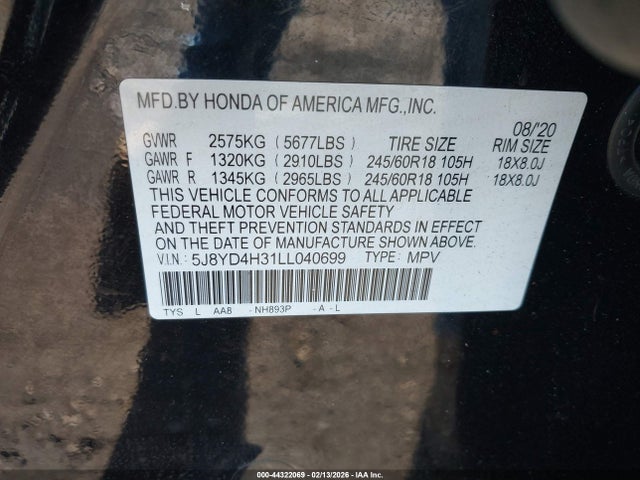 MFD.BY HONDA OF AMERICA MFG.,INC.
08/'20
GVWR 2575KG (5677LBS) TIRE SIZE RIM SIZE
GAWR F 1320KG (2910LBS) 245/60R18 105H 18X8.0J
GAWR R 1345KG (2965LBS) 245/60R18 105H 18X8.0J
THIS VEHICLE CONFORMS TO ALL APPLICABLE
FEDERAL MOTOR VEHICLE SAFETY
AND THEFT PREVENTION STANDARDS IN EFFECT
ON THE DATE OF MANUFACTURE SHOWN ABOVE.
V.I.N.: 5J8YD4H31LL040699 TYPE: MPV
TYS L AA8 -NH893P -A-L
000-44322069 - 02/13/2026 - IAA Inc.